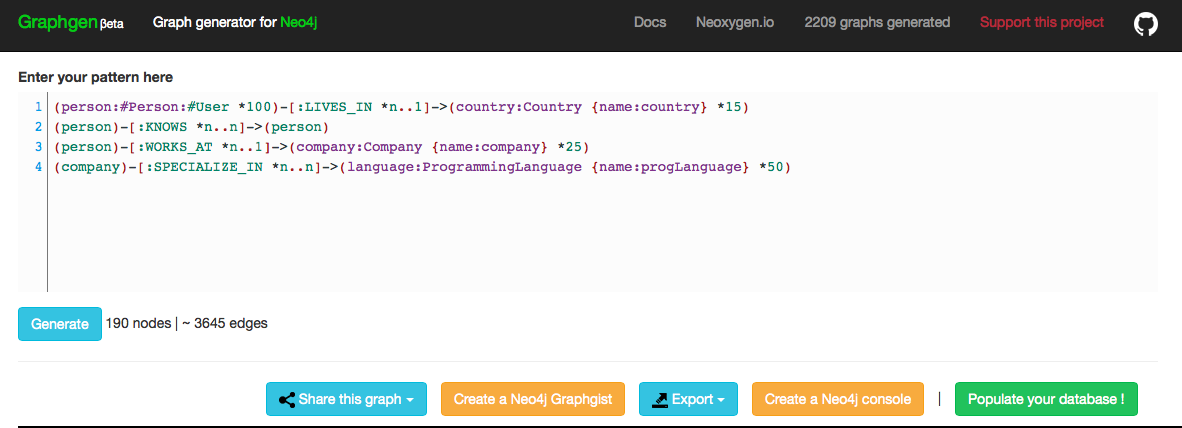 Graphgen βeta Graph generator for Neo4j Docs Neoxygen.io 2209 graphs generated Support this project
Enter your pattern here
1 (person:#Person:#User *100)-[:LIVES_IN *n..1]->(country:Country {name:country} *15)
2 (person)-[:KNOWS *n..n]->(person)
3 (person)-[:WORKS_AT *n..1]->(company:Company {name:company} *25)
4 (company)-[:SPECIALIZE_IN *n..n]->(language:ProgrammingLanguage {name:progLanguage} *50)
Generate 190 nodes | ~ 3645 edges
Share this graph Create a Neo4j Graphgist Export Create a Neo4j console | Populate your database !